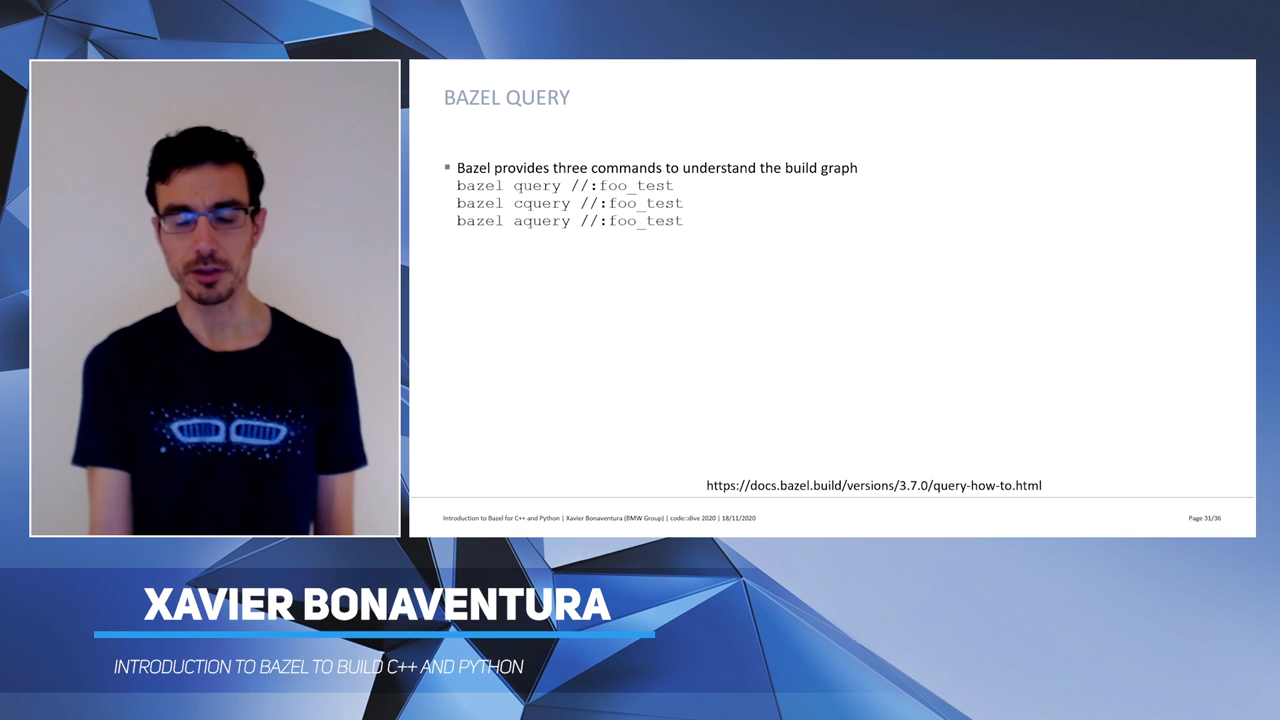 BAZEL QUERY
▪ Bazel provides three commands to understand the build graph
bazel query //:foo_test
bazel cquery //:foo_test
bazel aquery //:foo_test
https://docs.bazel.build/versions/3.7.0/query-how-to.html
Introduction to Bazel for C++ and Python | Xavier Bonaventura (BMW Group) | code::dive 2020 | 18/11/2020
Page 31/36
XAVIER BONAVENTURA
INTRODUCTION TO BAZEL TO BUILD C++ AND PYTHON